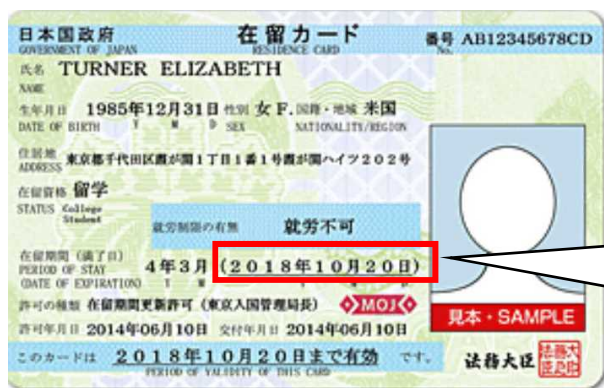 日本国政府 在留カード 番号 AB12345678CD
GOVERNMENT OF JAPAN RESIDENCE CARD No.
氏名 TURNER ELIZABETH
NAME
生年月日 1985年12月31日 性別 女 F. 国籍・地域 米国
DATE OF BIRTH Y M D SEX NATIONALITY/REGION
住居地 東京都千代田区霞が関1丁目1番1号霞が関ハイツ202号
ADDRESS
在留資格 留学
STATUS College
Student
就労制限の有無 就労不可
在留期間 (満了日) 4年3月 (2018年10月20日)
PERIOD OF STAY
(DATE OF EXPIRATION) Y M Y M D
許可の種類 在留期間更新許可 (東京入国管理局長) MOJ
見本・SAMPLE
許可年月日 2014年06月10日 交付年月日 2014年06月10日
このカードは 2018年10月20日まで有効 です。
PERIOD OF VALIDITY OF THIS CARD
法務大臣